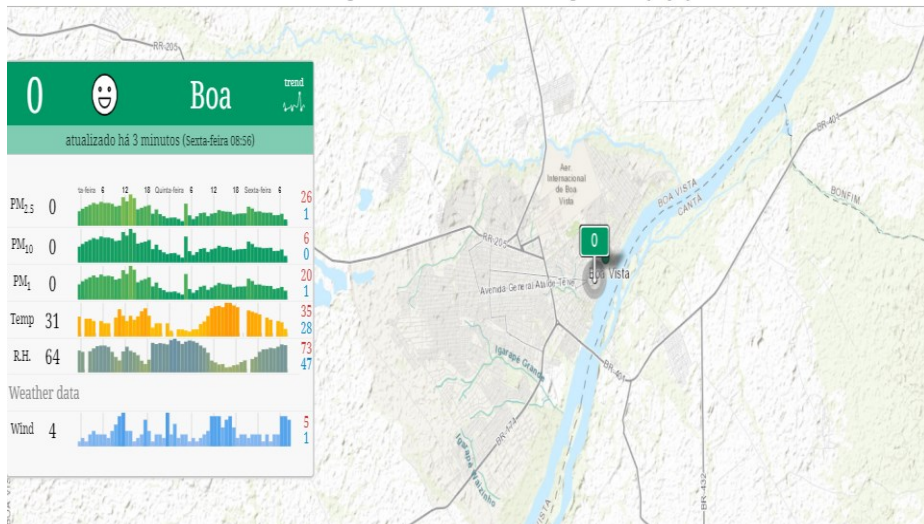 0 Boa trend
atualizado há 3 minutos (Sexta-feira 08:56)
ta-feira 6 12 18 Quinta-feira 6 12 18 Sexta-feira 6
PM2.5 0 26 1
PM10 0 6 0
PM1 0 20 1
Temp 31 35 28
R.H. 64 73 47
Weather data
Wind 4 5 1
RR-205
BR-401
BONFIM
Aer.
Internacional
de Boa
Vista
BOA VISTA
CANTÁ
RR-205
0
Boa Vista
Avenida General Ataíde Teive
Igarapé Grande
BR-401
BR-174
Igarapé Waizinho
BR-432
VISTA